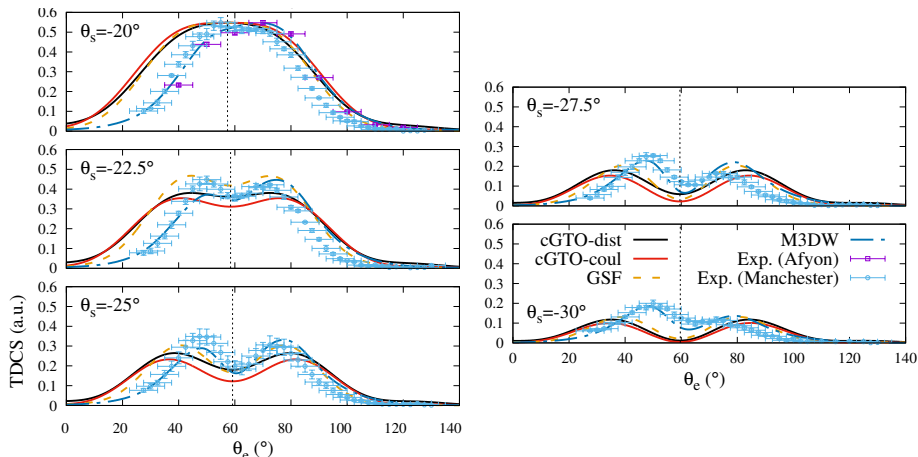 θs=-20°
0.6
0.5
0.4
0.3
0.2
0.1
0
θs=-22.5°
0.6
0.5
0.4
0.3
0.2
0.1
0
θs=-25°
0.6
0.5
0.4
0.3
0.2
0.1
0
TDCS (a.u.)
0 20 40 60 80 100 120 140
θe (°)
θs=-27.5°
0.6
0.5
0.4
0.3
0.2
0.1
0
θs=-30°
0.6
0.5
0.4
0.3
0.2
0.1
0
cGTO-dist
cGTO-coul
GSF
M3DW
Exp. (Afyon)
Exp. (Manchester)
0 20 40 60 80 100 120 140
θe (°)